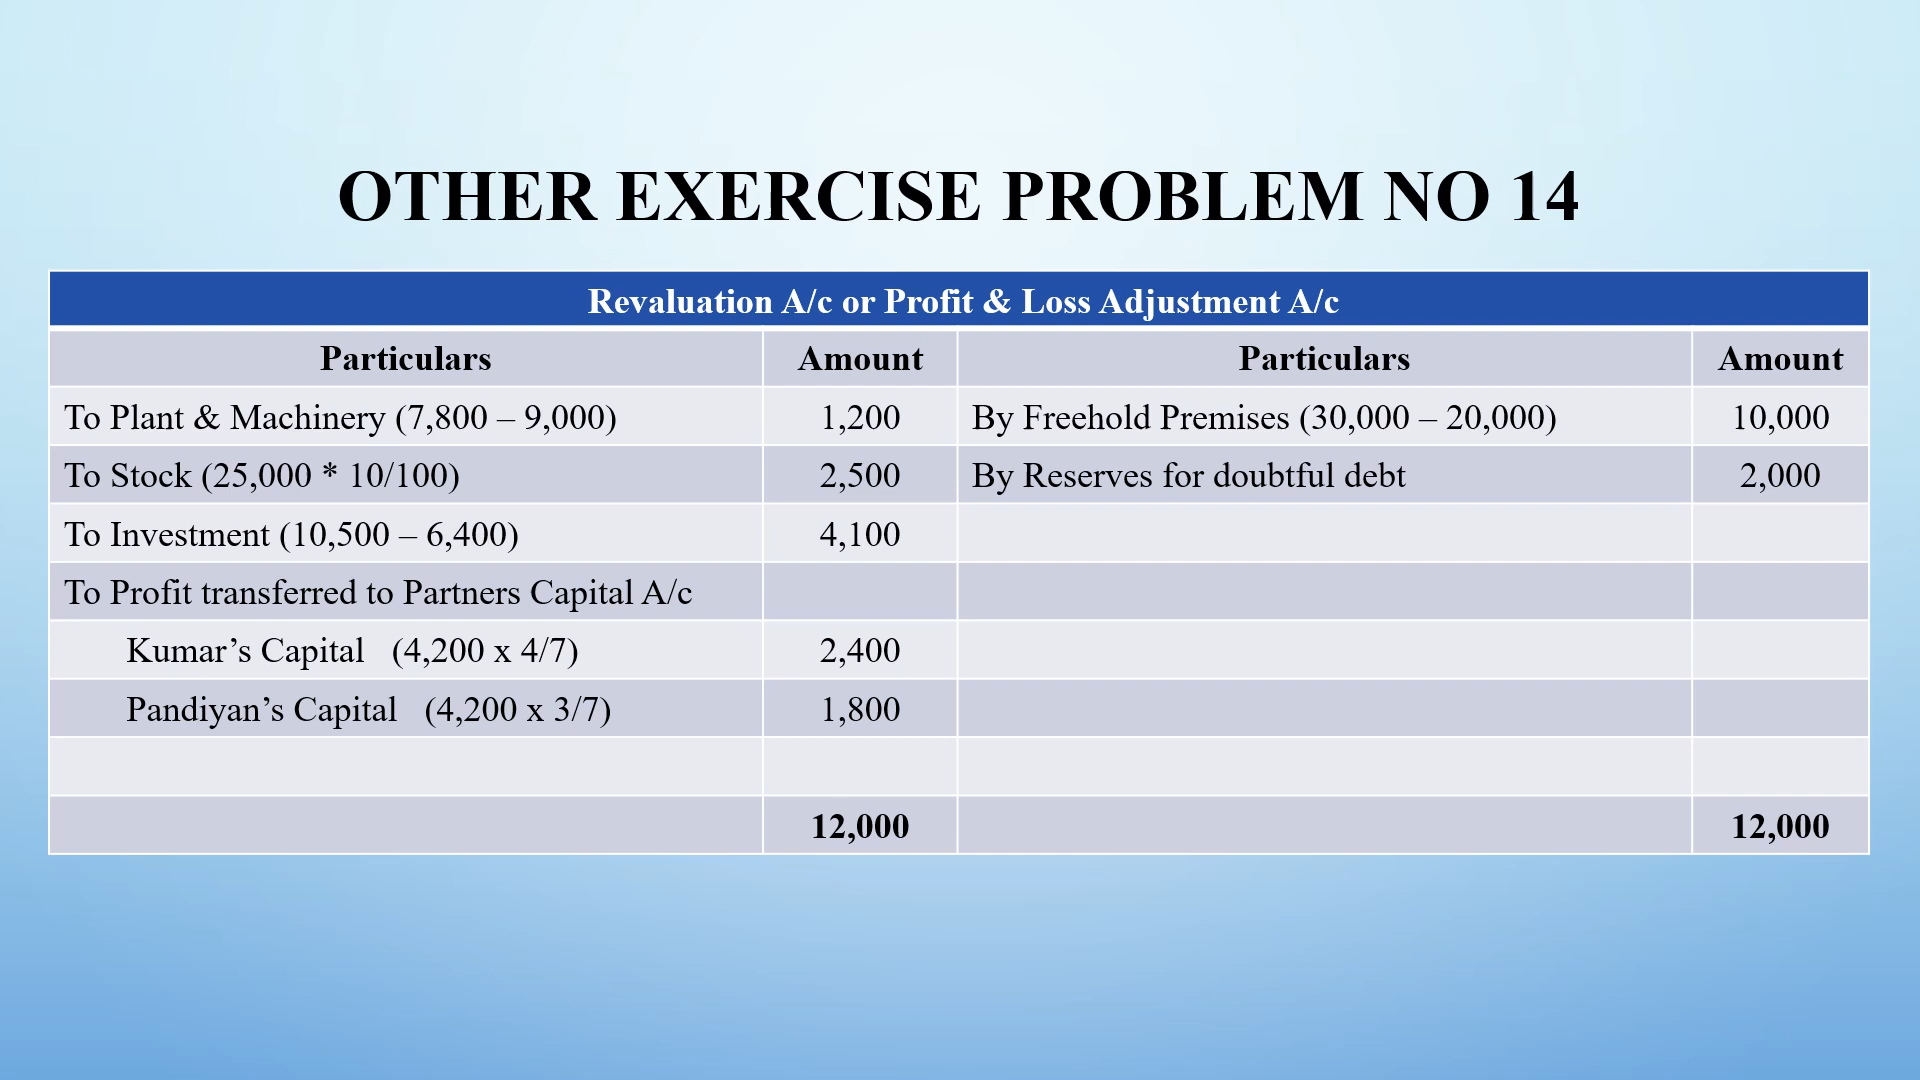 OTHER EXERCISE PROBLEM NO 14
Revaluation A/c or Profit & Loss Adjustment A/c
Particulars Amount Particulars Amount
To Plant & Machinery (7,800 – 9,000) 1,200 By Freehold Premises (30,000 – 20,000) 10,000
To Stock (25,000 * 10/100) 2,500 By Reserves for doubtful debt 2,000
To Investment (10,500 – 6,400) 4,100
To Profit transferred to Partners Capital A/c
Kumar’s Capital (4,200 x 4/7) 2,400
Pandiyan’s Capital (4,200 x 3/7) 1,800
12,000 12,000